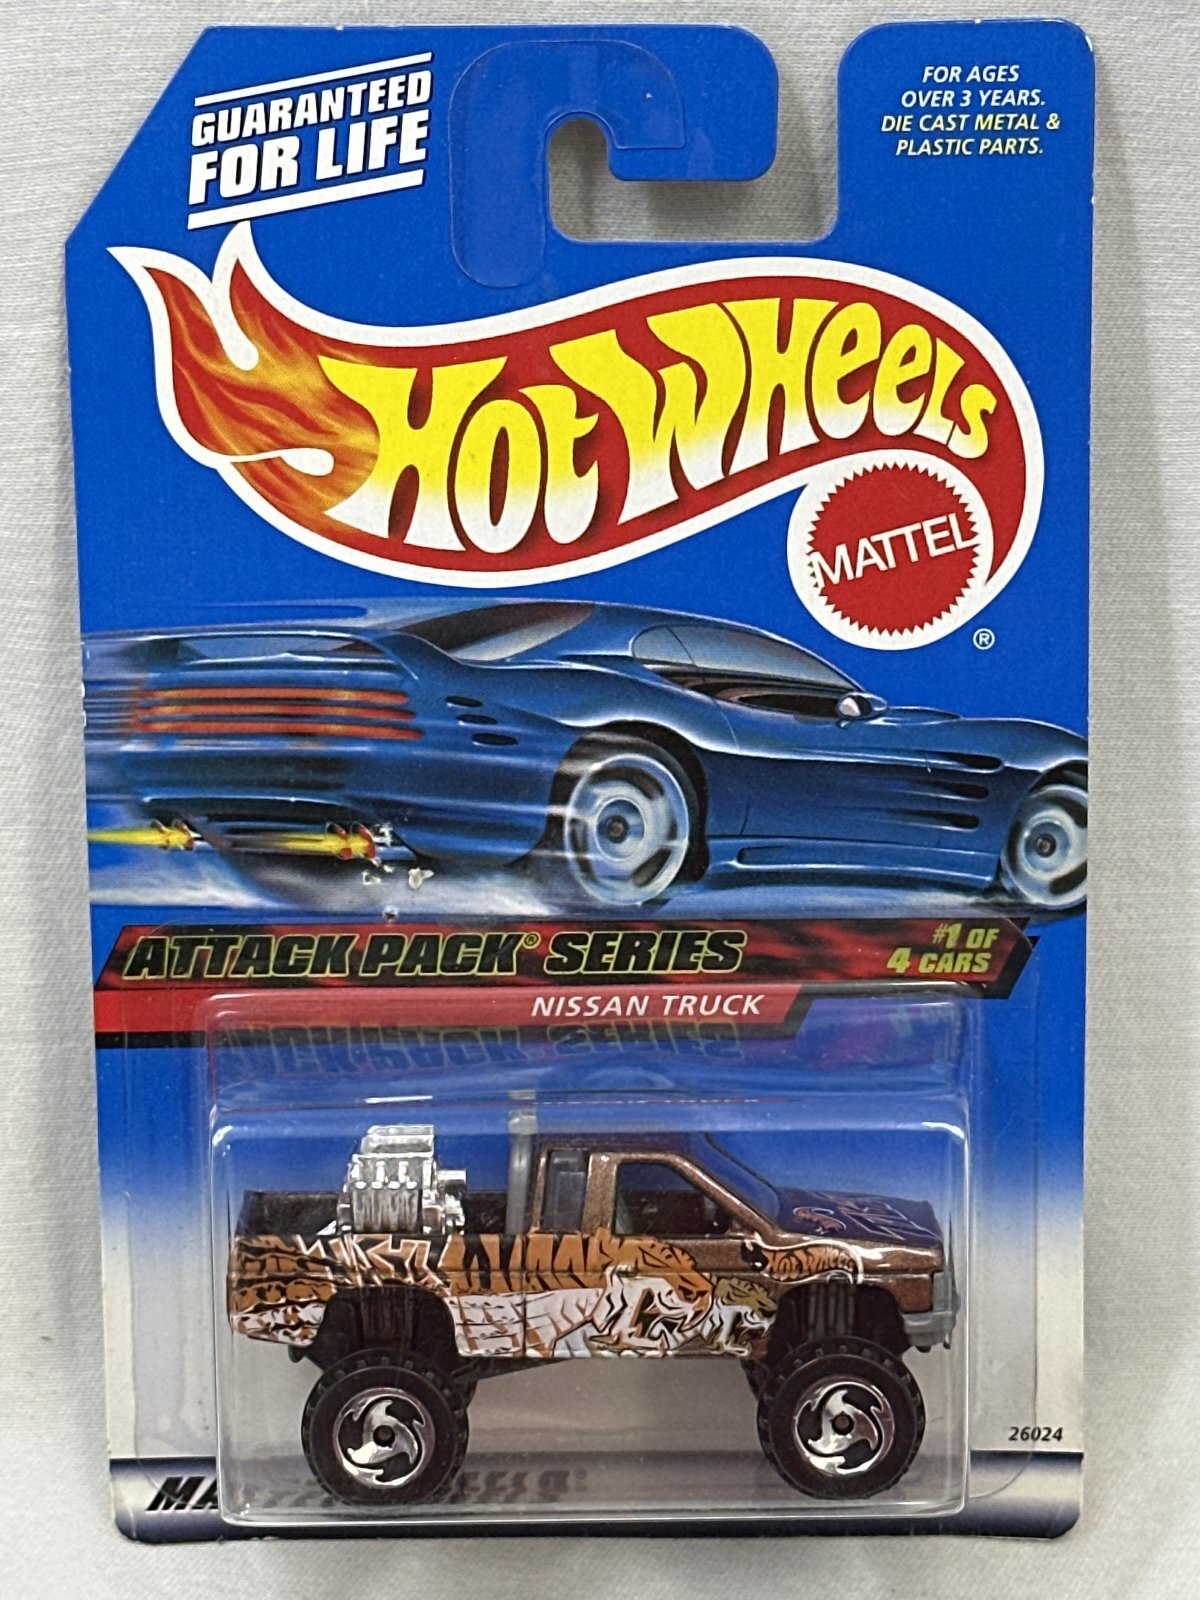 GUARANTEED
FOR LIFE
FOR AGES
OVER 3 YEARS.
DIE CAST METAL &
PLASTIC PARTS.
HOT WHEELS
MATTEL
®
ATTACK PACK® SERIES
#1 OF
4 CARS
NISSAN TRUCK
HOT WHEELS
26024